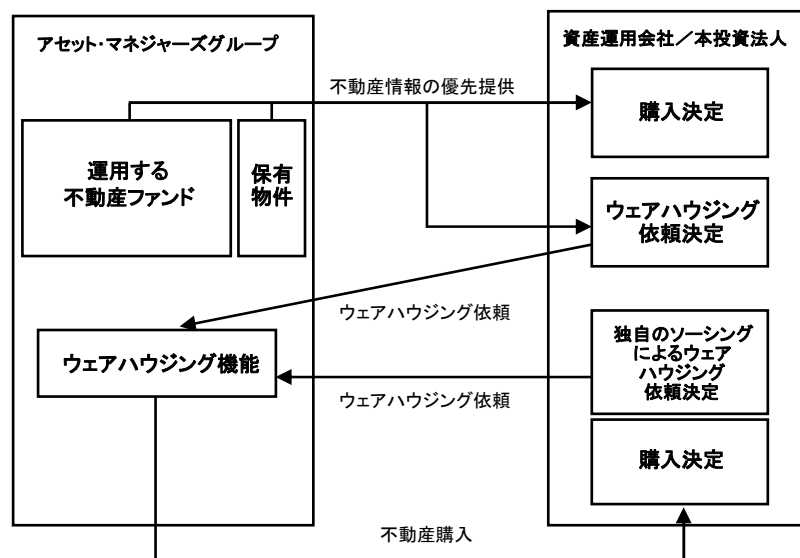 アセット・マネジャーズグループ
資産運用会社／本投資法人
不動産情報の優先提供
購入決定
運用する
不動産ファンド
保有
物件
ウェアハウジング
依頼決定
ウェアハウジング依頼
ウェアハウジング機能
独自のソーシング
によるウェア
ハウジング
依頼決定
ウェアハウジング依頼
購入決定
不動産購入